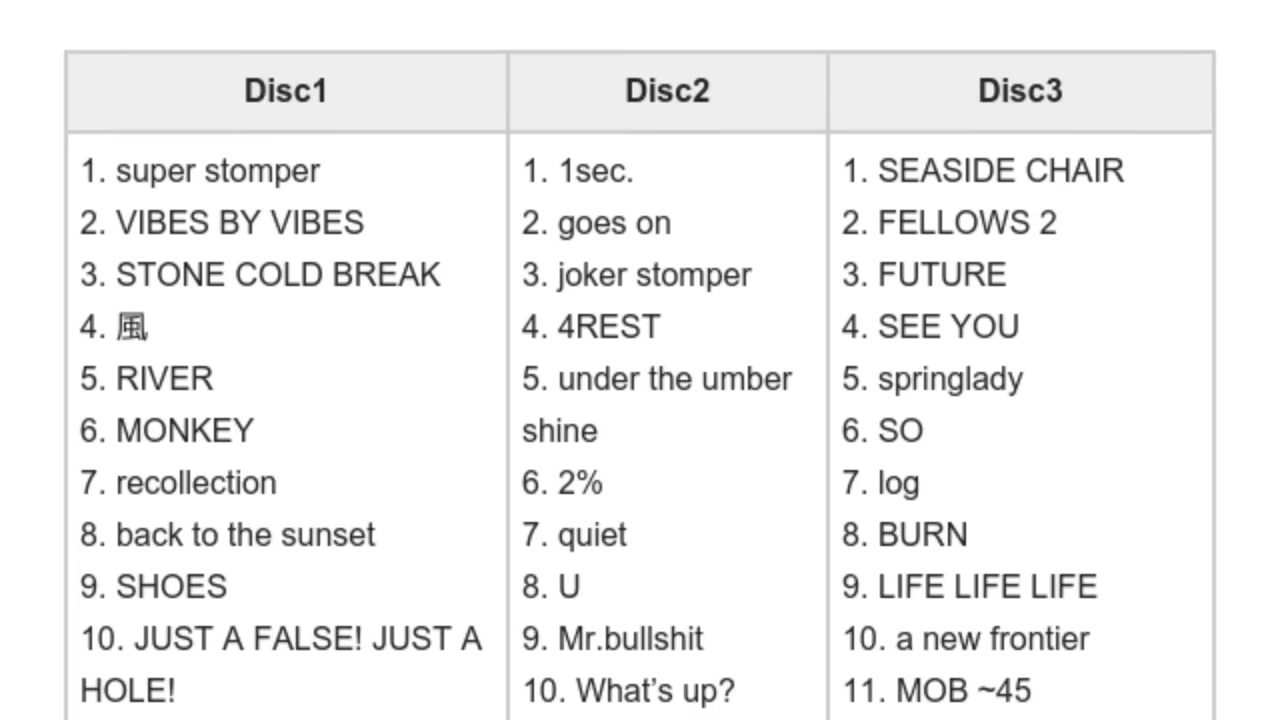 Disc1
Disc2
Disc3
1. super stomper
2. VIBES BY VIBES
3. STONE COLD BREAK
4. 風
5. RIVER
6. MONKEY
7. recollection
8. back to the sunset
9. SHOES
10. JUST A FALSE! JUST A
HOLE!
1. 1sec.
2. goes on
3. joker stomper
4. 4REST
5. under the umber
shine
6. 2%
7. quiet
8. U
9. Mr.bullshit
10. What’s up?
1. SEASIDE CHAIR
2. FELLOWS 2
3. FUTURE
4. SEE YOU
5. springlady
6. SO
7. log
8. BURN
9. LIFE LIFE LIFE
10. a new frontier
11. MOB ~45